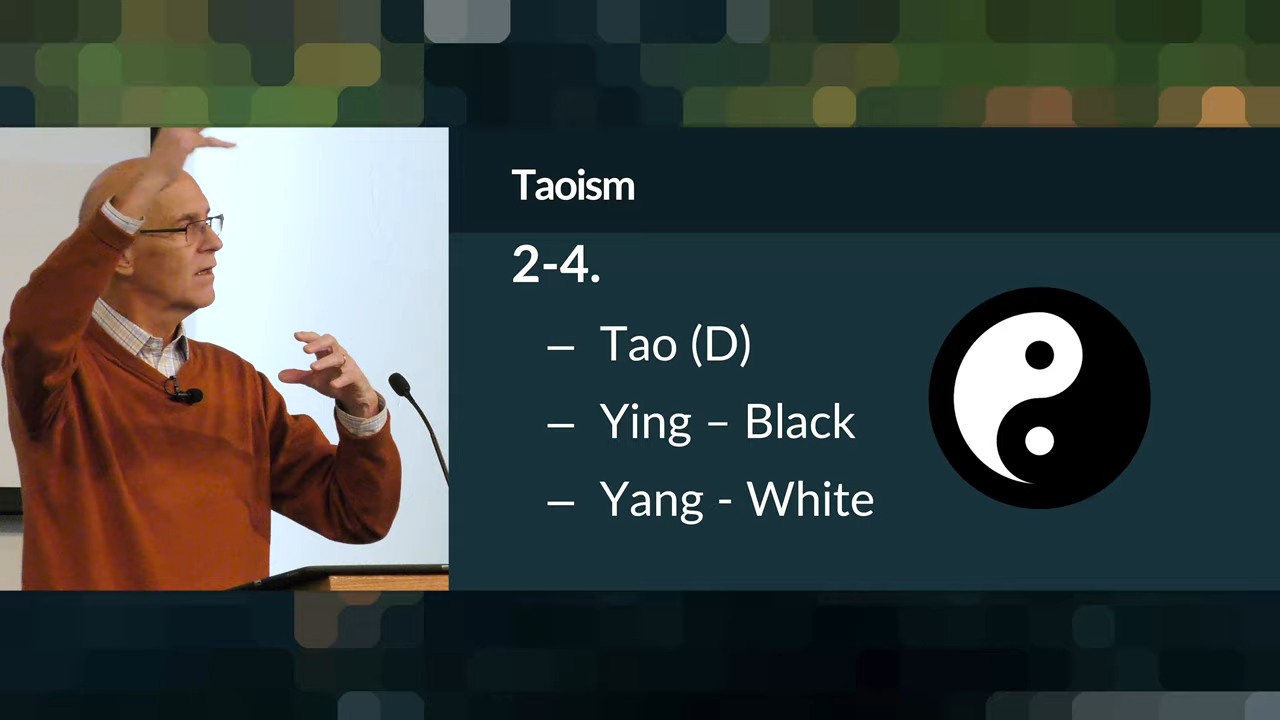 Taoism
2-4.
– Tao (D)
– Ying – Black
– Yang - White